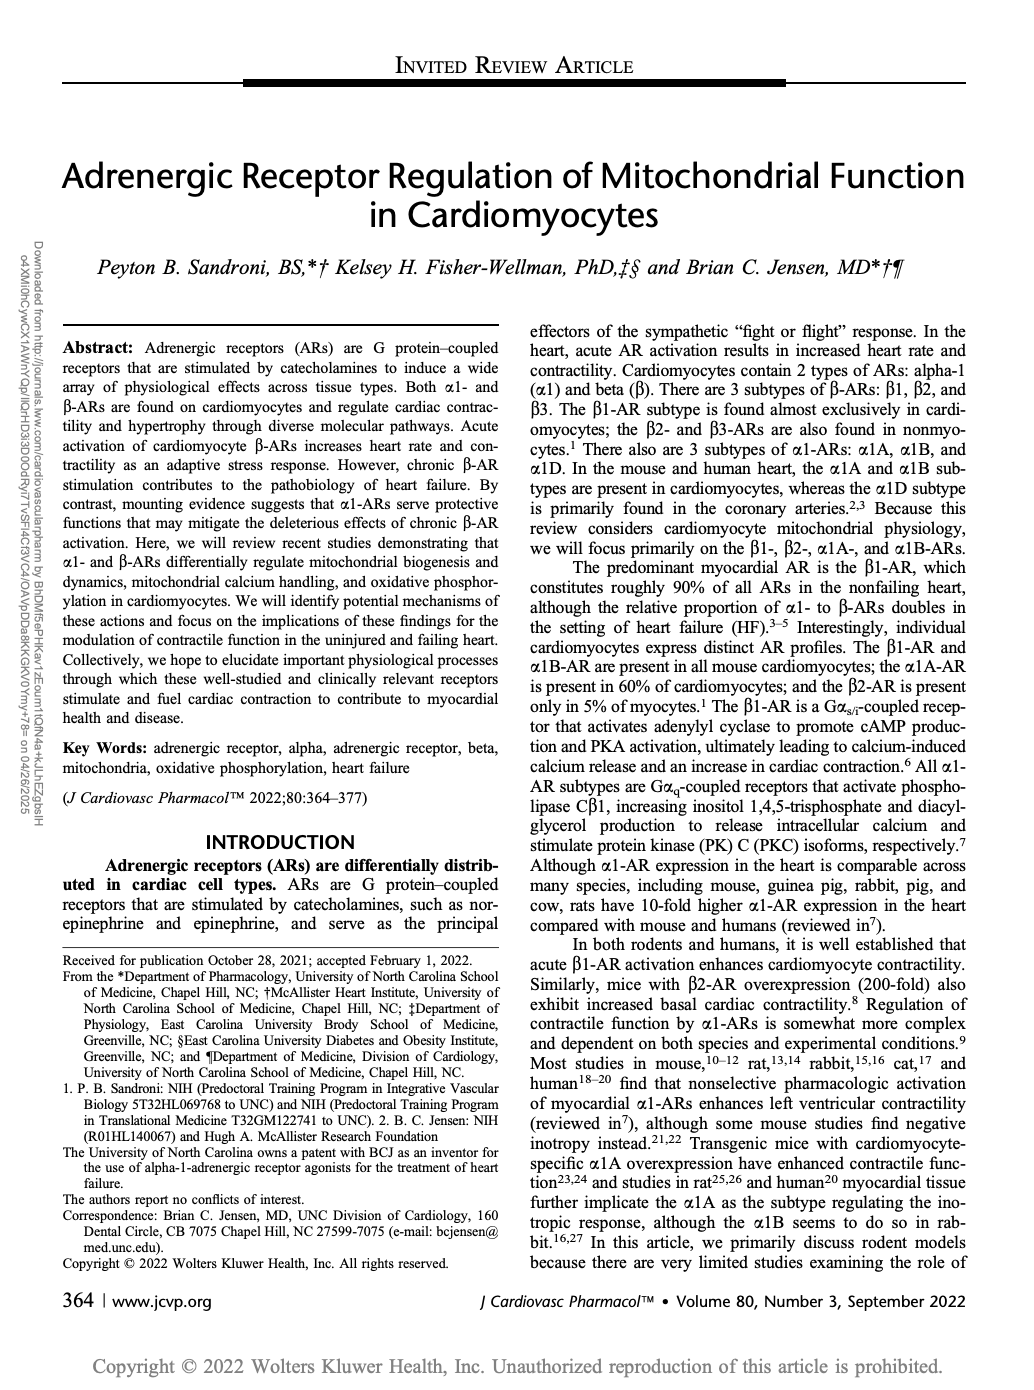 INVITED REVIEW ARTICLE
Adrenergic Receptor Regulation of Mitochondrial Function
in Cardiomyocytes
Peyton B. Sandroni, BS,*† Kelsey H. Fisher-Wellman, PhD,‡§ and Brian C. Jensen, MD*†¶
Abstract: Adrenergic receptors (ARs) are G protein–coupled
receptors that are stimulated by catecholamines to induce a wide
array of physiological effects across tissue types. Both α1- and
β-ARs are found on cardiomyocytes and regulate cardiac contrac-
tility and hypertrophy through diverse molecular pathways. Acute
activation of cardiomyocyte β-ARs increases heart rate and con-
tractility as an adaptive stress response. However, chronic β-AR
stimulation contributes to the pathobiology of heart failure. By
contrast, mounting evidence suggests that α1-ARs serve protective
functions that may mitigate the deleterious effects of chronic β-AR
activation. Here, we will review recent studies demonstrating that
α1- and β-ARs differentially regulate mitochondrial biogenesis and
dynamics, mitochondrial calcium handling, and oxidative phosphor-
ylation in cardiomyocytes. We will identify potential mechanisms of
these actions and focus on the implications of these findings for the
modulation of contractile function in the uninjured and failing heart.
Collectively, we hope to elucidate important physiological processes
through which these well-studied and clinically relevant receptors
stimulate and fuel cardiac contraction to contribute to myocardial
health and disease.
Key Words: adrenergic receptor, alpha, adrenergic receptor, beta,
mitochondria, oxidative phosphorylation, heart failure
(J Cardiovasc Pharmacol™ 2022;80:364–377)
INTRODUCTION
Adrenergic receptors (ARs) are differentially distrib-
uted in cardiac cell types. ARs are G protein–coupled
receptors that are stimulated by catecholamines, such as nor-
epinephrine and epinephrine, and serve as the principal
Received for publication October 28, 2021; accepted February 1, 2022.
From the *Department of Pharmacology, University of North Carolina School
of Medicine, Chapel Hill, NC; †McAllister Heart Institute, University of
North Carolina School of Medicine, Chapel Hill, NC; ‡Department of
Physiology, East Carolina University Brody School of Medicine,
Greenville, NC; §East Carolina University Diabetes and Obesity Institute,
Greenville, NC; and ¶Department of Medicine, Division of Cardiology,
University of North Carolina School of Medicine, Chapel Hill, NC.
1. P. B. Sandroni: NIH (Predoctoral Training Program in Integrative Vascular
Biology 5T32HL069768 to UNC) and NIH (Predoctoral Training Program
in Translational Medicine T32GM122741 to UNC). 2. B. C. Jensen: NIH
(R01HL140067) and Hugh A. McAllister Research Foundation
The University of North Carolina owns a patent with BCJ as an inventor for
the use of alpha-1-adrenergic receptor agonists for the treatment of heart
failure.
The authors report no conflicts of interest.
Correspondence: Brian C. Jensen, MD, UNC Division of Cardiology, 160
Dental Circle, CB 7075 Chapel Hill, NC 27599-7075 (e-mail: bcjensen@
med.unc.edu).
Copyright © 2022 Wolters Kluwer Health, Inc. All rights reserved.
effectors of the sympathetic “fight or flight” response. In the
heart, acute AR activation results in increased heart rate and
contractility. Cardiomyocytes contain 2 types of ARs: alpha-1
(α1) and beta (β). There are 3 subtypes of β-ARs: β1, β2, and
β3. The β1-AR subtype is found almost exclusively in cardi-
omyocytes; the β2- and β3-ARs are also found in nonmyo-
cytes.1 There also are 3 subtypes of α1-ARs: α1A, α1B, and
α1D. In the mouse and human heart, the α1A and α1B sub-
types are present in cardiomyocytes, whereas the α1D subtype
is primarily found in the coronary arteries.2,3 Because this
review considers cardiomyocyte mitochondrial physiology,
we will focus primarily on the β1-, β2-, α1A-, and α1B-ARs.
The predominant myocardial AR is the β1-AR, which
constitutes roughly 90% of all ARs in the nonfailing heart,
although the relative proportion of α1- to β-ARs doubles in
the setting of heart failure (HF).3–5 Interestingly, individual
cardiomyocytes express distinct AR profiles. The β1-AR and
α1B-AR are present in all mouse cardiomyocytes; the α1A-AR
is present in 60% of cardiomyocytes; and the β2-AR is present
only in 5% of myocytes.1 The β1-AR is a Gαs/i-coupled recep-
tor that activates adenylyl cyclase to promote cAMP produc-
tion and PKA activation, ultimately leading to calcium-induced
calcium release and an increase in cardiac contraction.6 All α1-
AR subtypes are Gαq-coupled receptors that activate phospho-
lipase Cβ1, increasing inositol 1,4,5-trisphosphate and diacyl-
glycerol production to release intracellular calcium and
stimulate protein kinase (PK) C (PKC) isoforms, respectively.7
Although α1-AR expression in the heart is comparable across
many species, including mouse, guinea pig, rabbit, pig, and
cow, rats have 10-fold higher α1-AR expression in the heart
compared with mouse and humans (reviewed in7).
In both rodents and humans, it is well established that
acute β1-AR activation enhances cardiomyocyte contractility.
Similarly, mice with β2-AR overexpression (200-fold) also
exhibit increased basal cardiac contractility.8 Regulation of
contractile function by α1-ARs is somewhat more complex
and dependent on both species and experimental conditions.9
Most studies in mouse,10–12 rat,13,14 rabbit,15,16 cat,17 and
human18–20 find that nonselective pharmacologic activation
of myocardial α1-ARs enhances left ventricular contractility
(reviewed in7), although some mouse studies find negative
inotropy instead.21,22 Transgenic mice with cardiomyocyte-
specific α1A overexpression have enhanced contractile func-
tion23,24 and studies in rat25,26 and human20 myocardial tissue
further implicate the α1A as the subtype regulating the ino-
tropic response, although the α1B seems to do so in rab-
bit.16,27 In this article, we primarily discuss rodent models
because there are very limited studies examining the role of
364 | www.jcvp.org
J Cardiovasc Pharmacol™ • Volume 80, Number 3, September 2022
Copyright © 2022 Wolters Kluwer Health, Inc. Unauthorized reproduction of this article is prohibited.